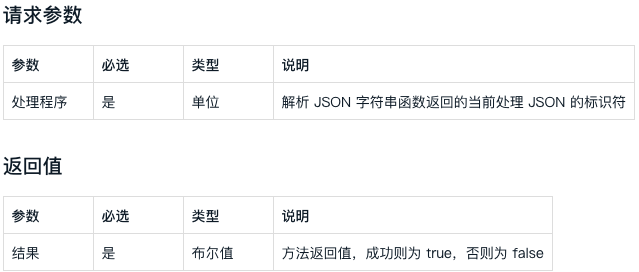 请求参数
参数 必选 类型 说明
处理程序 是 单位 解析 JSON 字符串函数返回的当前处理 JSON 的标识符
返回值
参数 必选 类型 说明
结果 是 布尔值 方法返回值，成功则为 true，否则为 false